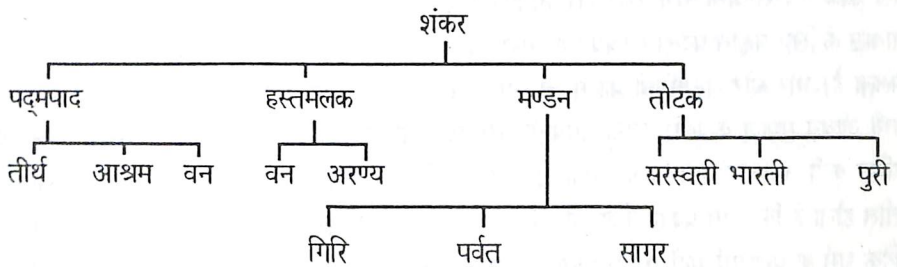 शंकर
पद्मपाद हस्तमलक मण्डन तोटक
तीर्थ आश्रम वन वन अरण्य सरस्वती भारती पुरी
गिरि पर्वत सागर